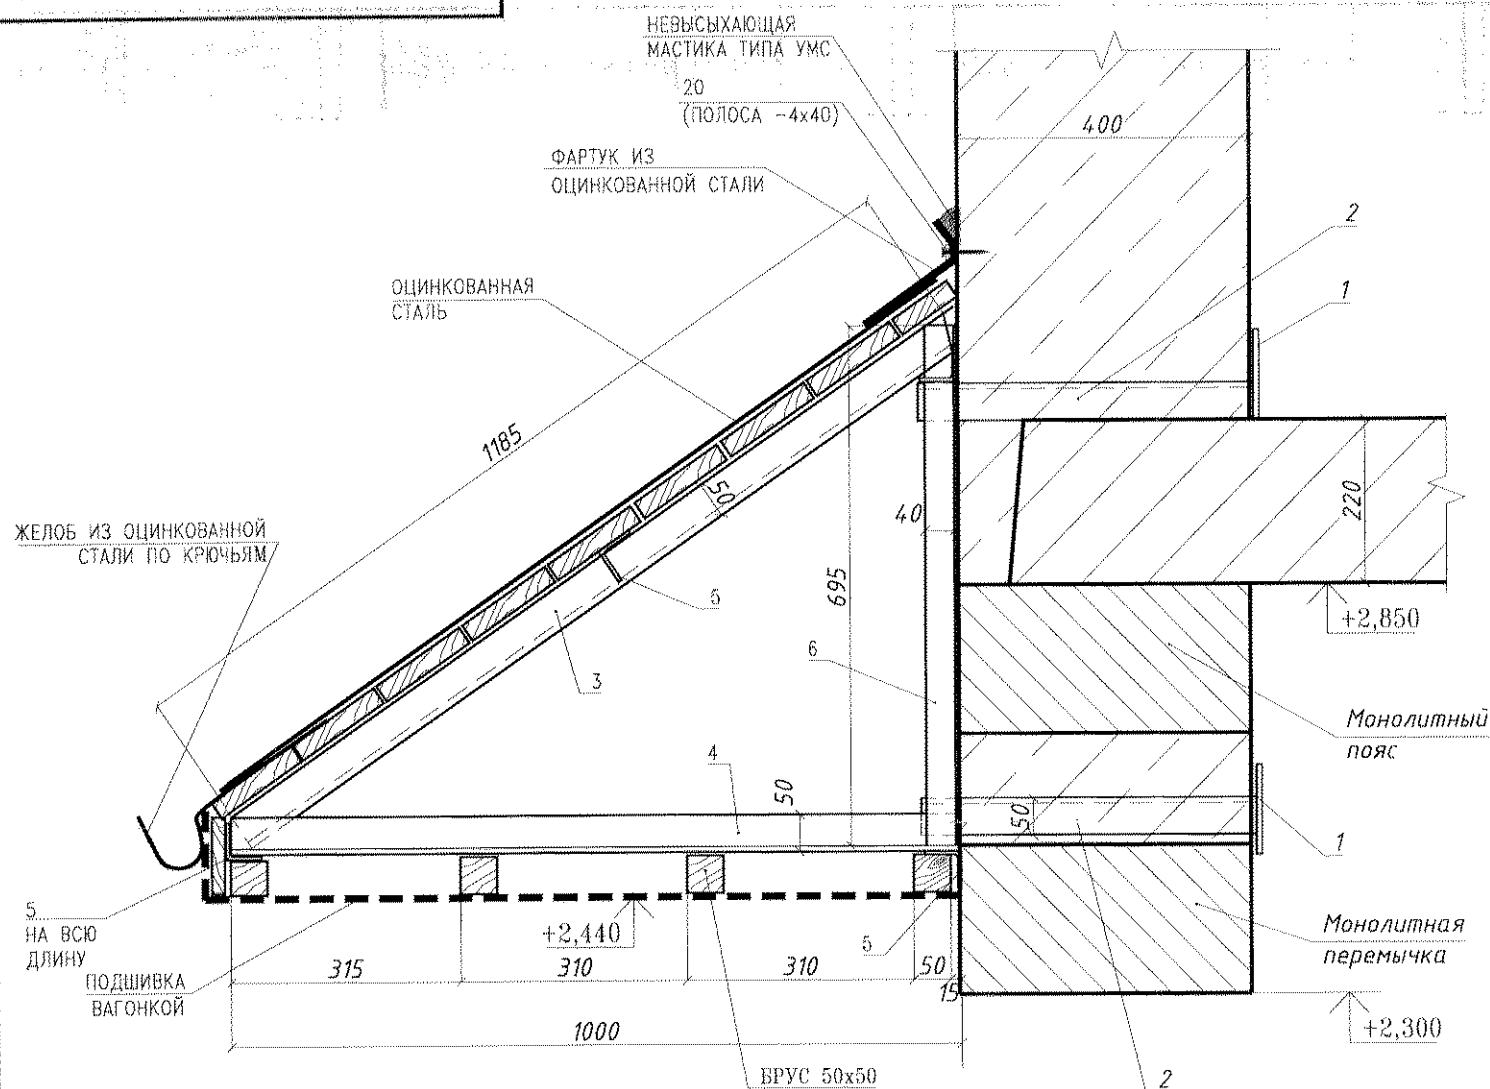 НЕВЫСЫХАЮЩАЯ
МАСТИКА ТИПА УМС
20
(ПОЛОСА -4х40)
400
ФАРТУК ИЗ
ОЦИНКОВАННОЙ СТАЛИ
2
1
ОЦИНКОВАННАЯ
СТАЛЬ
1185
50
40
220
ЖЕЛОБ ИЗ ОЦИНКОВАННОЙ
СТАЛИ ПО КРЮЧЬЯМ
695
5
+2,850
6
3
Монолитный
пояс
4
50
50
1
5
НА ВСЮ
ДЛИНУ
+2,440
5
Монолитная
перемычка
ПОДШИВКА
ВАГОНКОЙ
315
310
310
50
15
+2,300
1000
БРУС 50х50
2